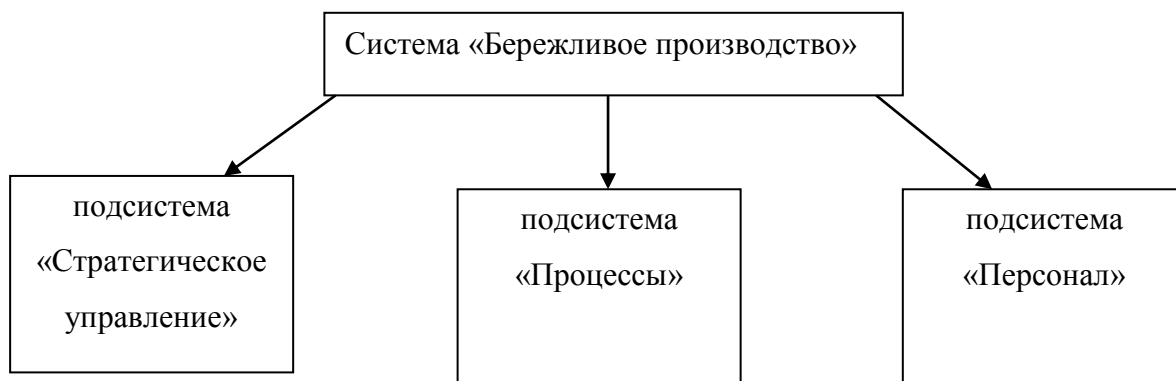 Система «Бережливое производство»
подсистема
«Стратегическое
управление»
подсистема
«Процессы»
подсистема
«Персонал»